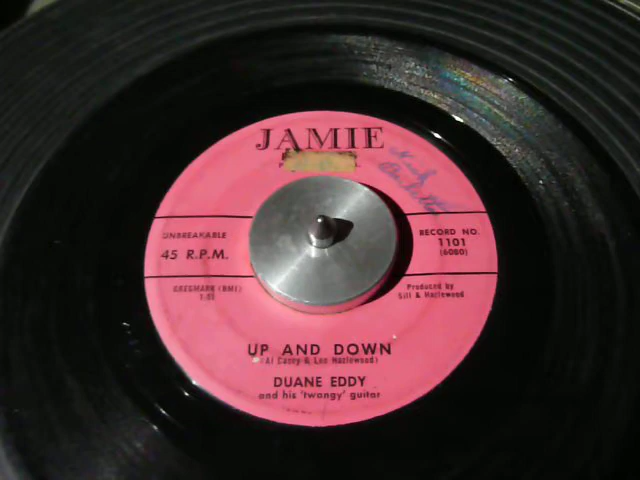 JAMIE
UNBREAKABLE
45 R.P.M.
RECORD NO.
1101
(6080)
GREGMARK (BMI)
Produced by
Sill & Hazlewood
UP AND DOWN
(Al Casey & Lee Hazlewood)
DUANE EDDY
and his 'twangy' guitar